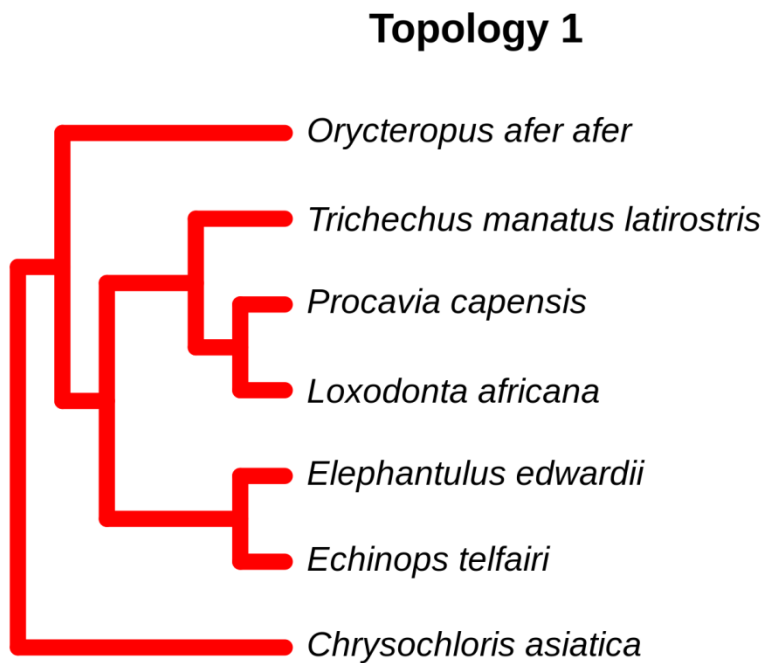 Topology 1
Orycteropus afer afer
Trichechus manatus latirostris
Procavia capensis
Loxodonta africana
Elephantulus edwardii
Echinops telfairi
Chrysochloris asiatica